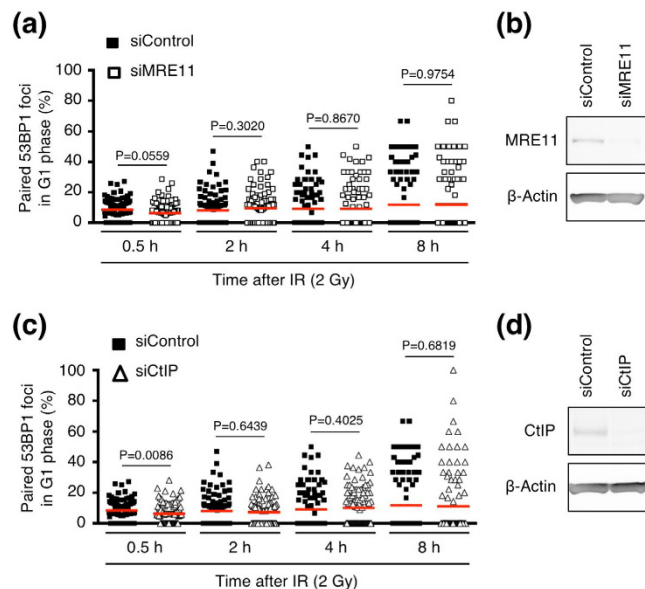 (a)
siControl
siMRE11
Paired 53BP1 foci
in G1 phase (%)
100
80
60
40
20
0
P=0.0559
P=0.3020
P=0.8670
P=0.9754
0.5 h
2 h
4 h
8 h
Time after IR (2 Gy)
(b)
siControl
siMRE11
MRE11
β-Actin
(c)
siControl
siCtIP
Paired 53BP1 foci
in G1 phase (%)
100
80
60
40
20
0
P=0.0086
P=0.6439
P=0.4025
P=0.6819
0.5 h
2 h
4 h
8 h
Time after IR (2 Gy)
(d)
siControl
siCtIP
CtIP
β-Actin